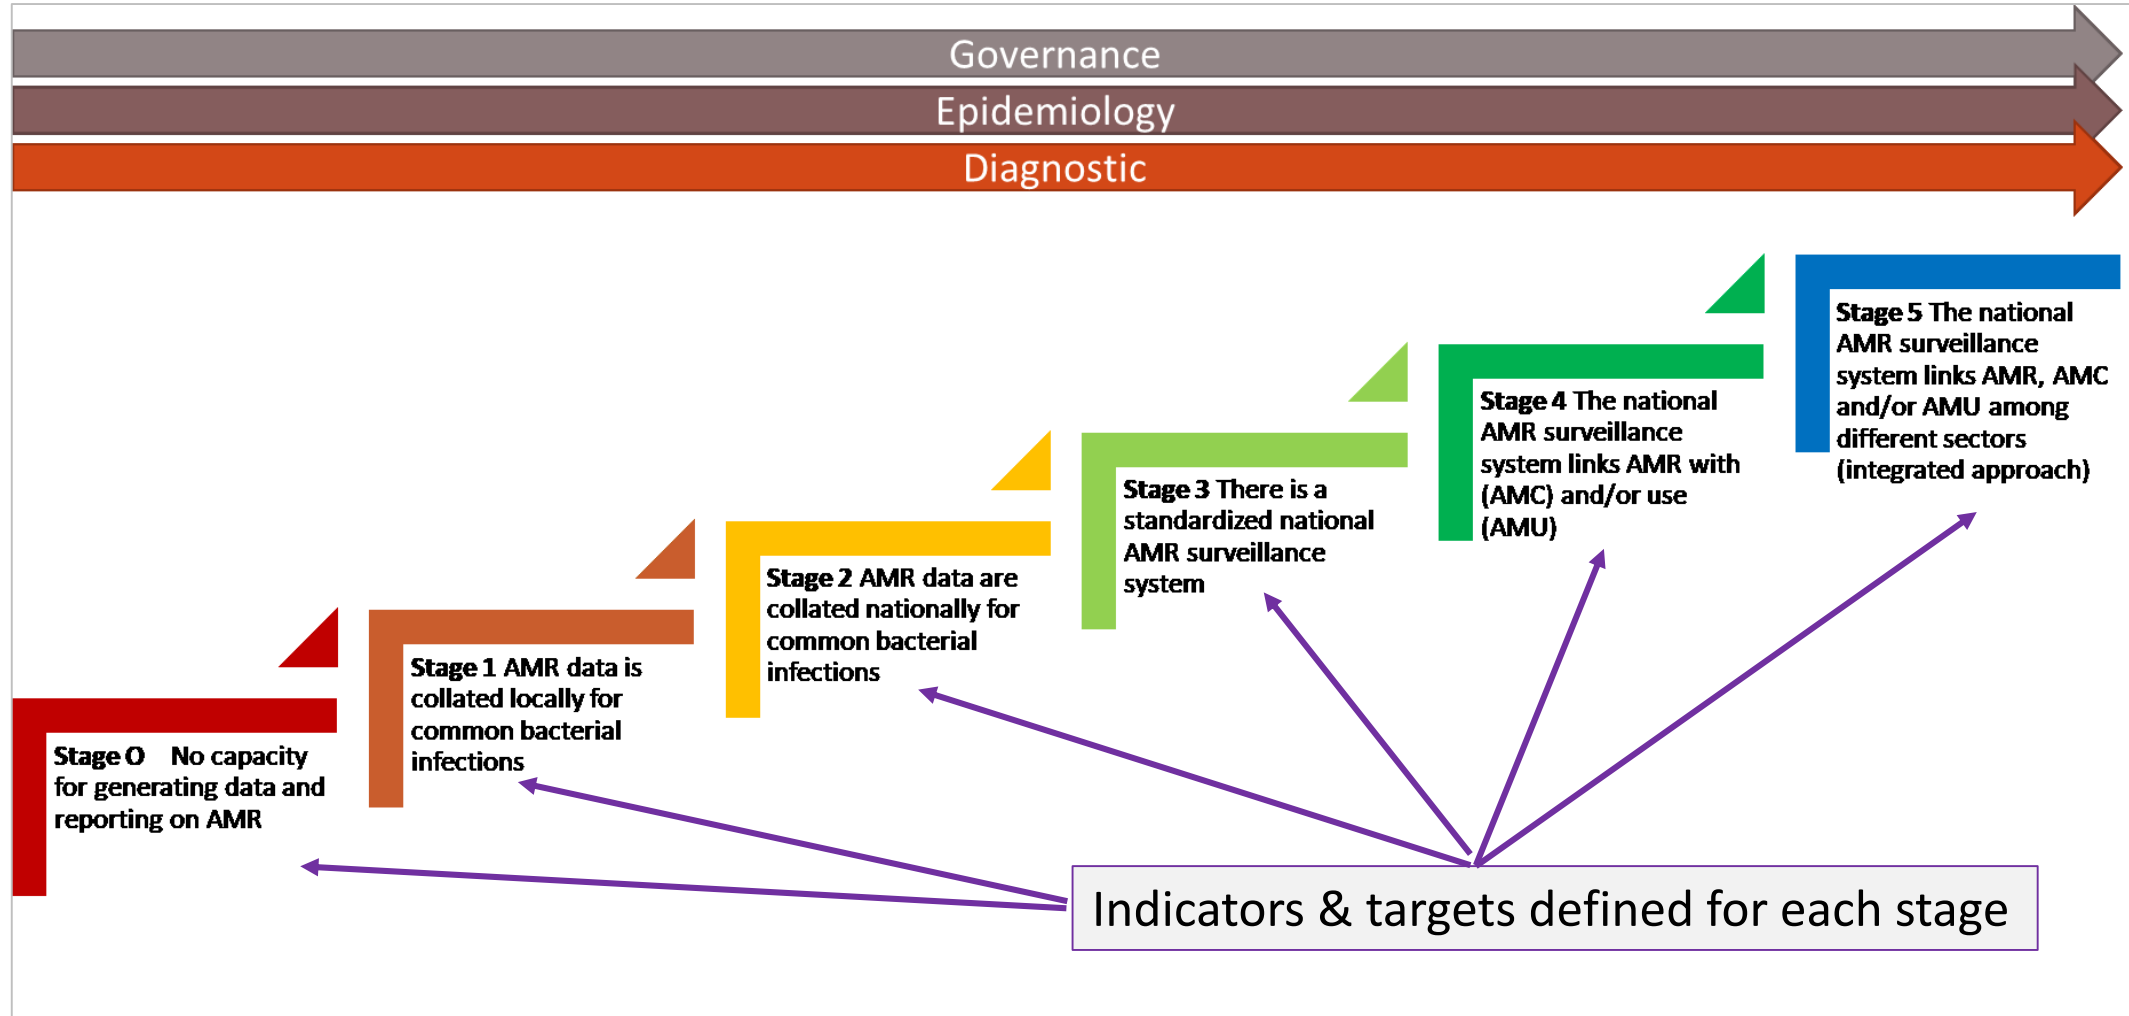 Governance
Epidemiology
Diagnostic
Stage 0 No capacity
for generating data and
reporting on AMR
Stage 1 AMR data is
collated locally for
common bacterial
infections
Stage 2 AMR data are
collated nationally for
common bacterial
infections
Stage 3 There is a
standardized national
AMR surveillance
system
Stage 4 The national
AMR surveillance
system links AMR with
(AMC) and/or use
(AMU)
Stage 5 The national
AMR surveillance
system links AMR, AMC
and/or AMU among
different sectors
(integrated approach)
Indicators & targets defined for each stage